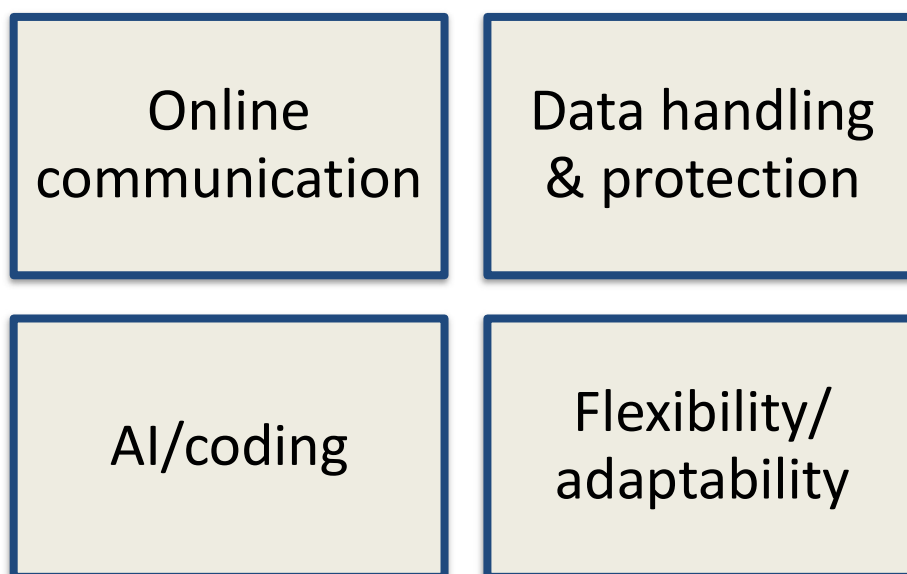 Online
communication
Data handling
& protection
AI/coding
Flexibility/
adaptability